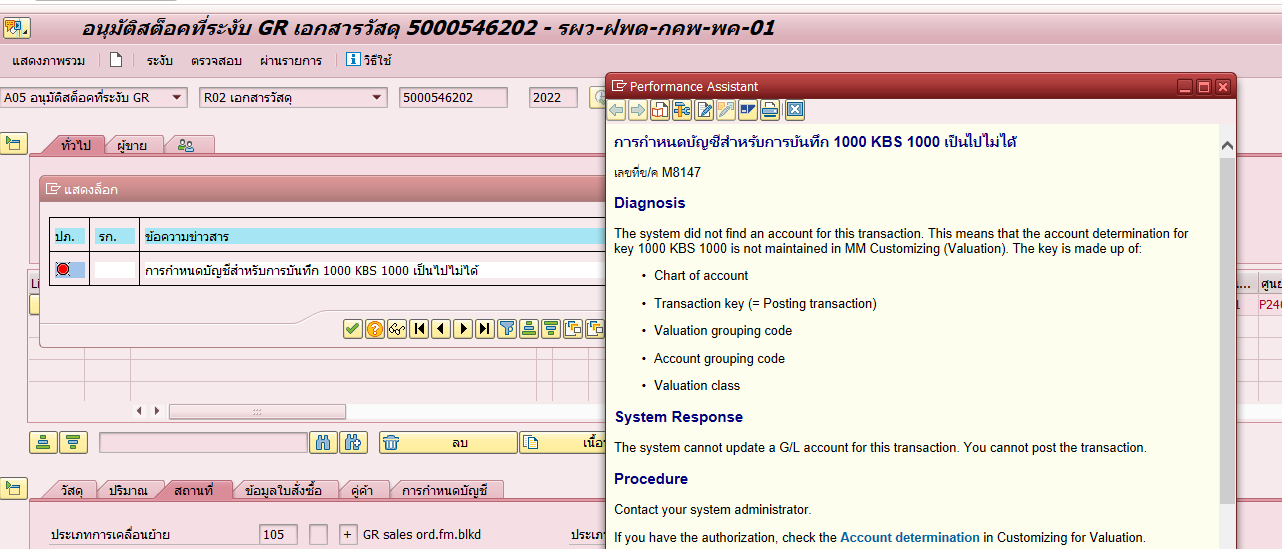 อนุมัติสต็อคที่ระงับ GR เอกสารวัสดุ 5000546202 - รผว-ฝพด-กคพ-พค-01
แสดงภาพรวม ระงับ ตรวจสอบ ผ่านรายการ วิธีใช้
A05 อนุมัติสต็อคที่ระงับ GR R02 เอกสารวัสดุ 5000546202 2022
ทั่วไป ผู้ขาย
แสดงล็อก
ปภ. รก. ข้อความข่าวสาร
การกำหนดบัญชีสำหรับการบันทึก 1000 KBS 1000 เป็นไปไม่ได้
Li
ลบ
Performance Assistant
การกำหนดบัญชีสำหรับการบันทึก 1000 KBS 1000 เป็นไปไม่ได้
เลขที่ข/ค M8147
Diagnosis
The system did not find an account for this transaction. This means that the account determination for
key 1000 KBS 1000 is not maintained in MM Customizing (Valuation). The key is made up of:
• Chart of account
• Transaction key (= Posting transaction)
• Valuation grouping code
• Account grouping code
• Valuation class
System Response
The system cannot update a G/L account for this transaction. You cannot post the transaction.
Procedure
Contact your system administrator.
If you have the authorization, check the Account determination in Customizing for Valuation.
วัสดุ ปริมาณ สถานที่ ข้อมูลใบสั่งซื้อ คู่ค้า การกำหนดบัญชี
ประเภทการเคลื่อนย้าย 105 + GR sales ord.fm.blkd